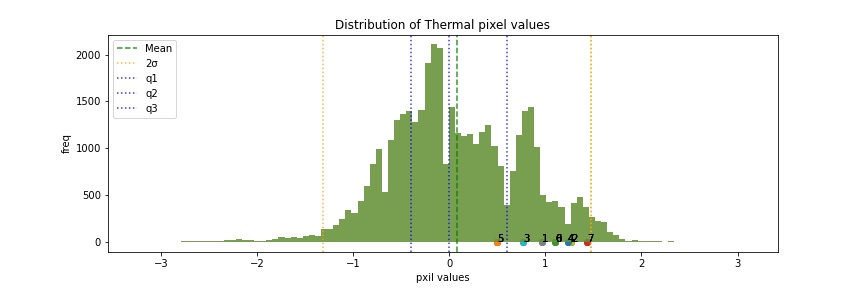 Distribution of Thermal pixel values
Mean
2σ
q1
q2
q3
freq
2000
1500
1000
500
0
5 3 1 2 7
−3 −2 −1 0 1 2 3
pxil values